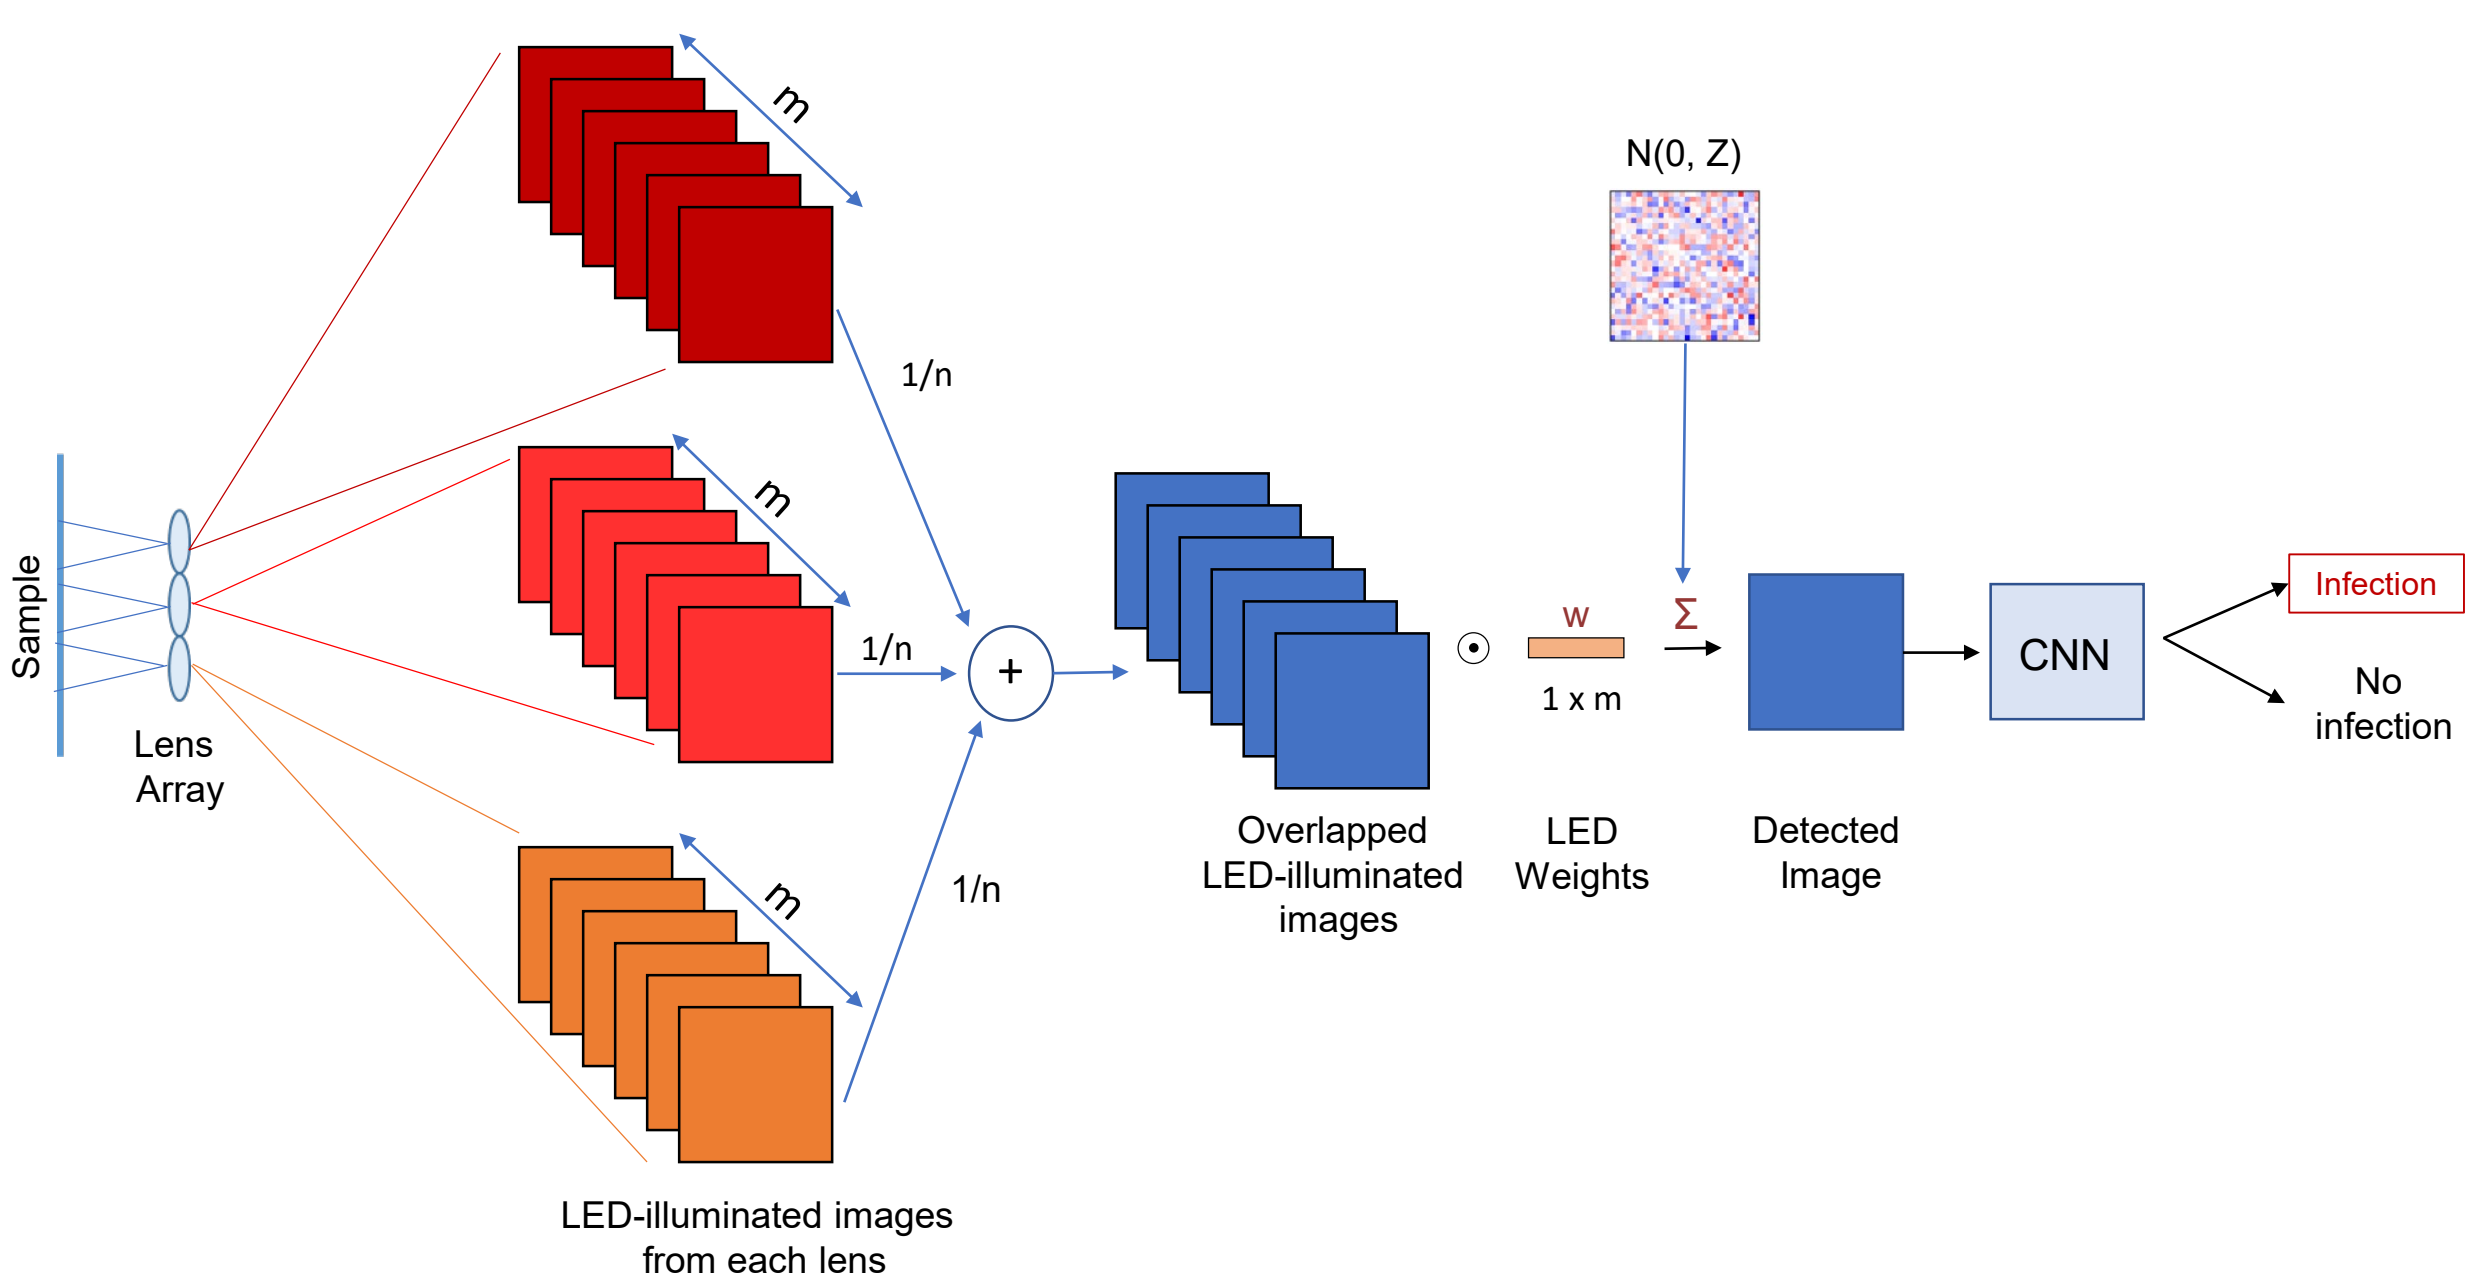 m
N(0, Z)
1/n
m
Sample
Lens
Array
1/n
+
w
1 x m
Σ
CNN
Infection
No
infection
Overlapped
LED-illuminated
images
LED
Weights
Detected
Image
m
1/n
LED-illuminated images
from each lens